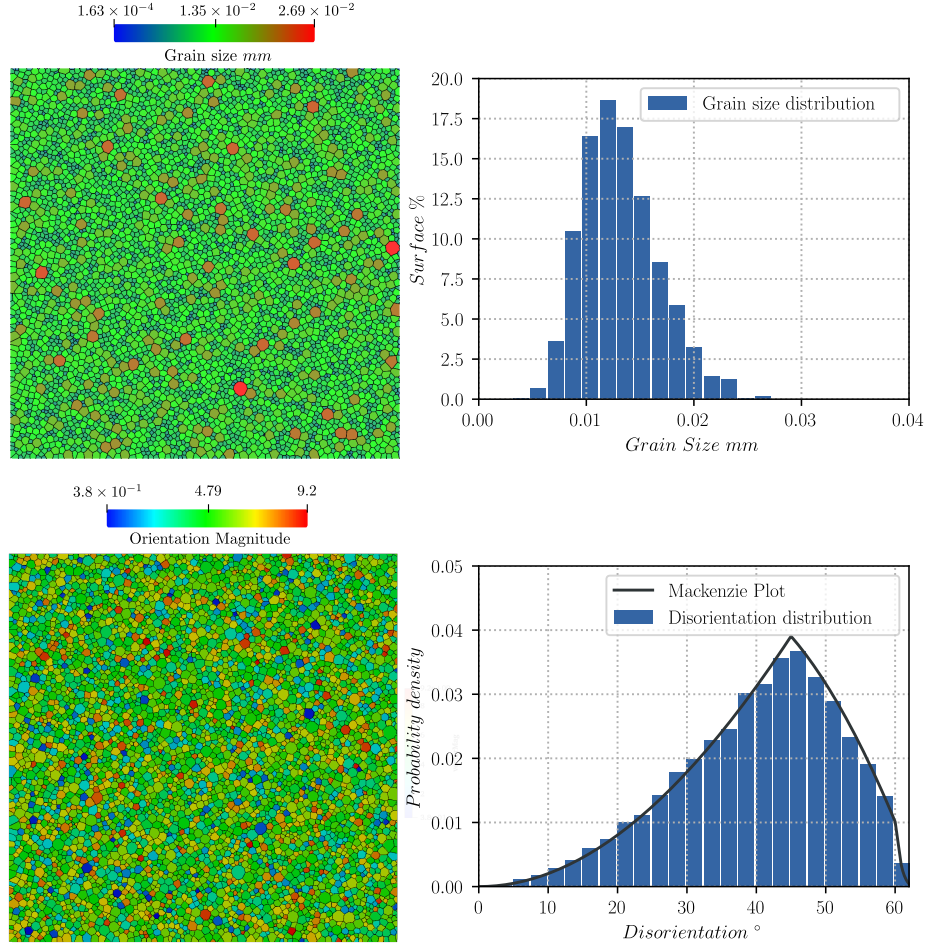 1.63 × 10⁻⁴ 1.35 × 10⁻² 2.69 × 10⁻²
Grain size mm
20.0
17.5
15.0
12.5
10.0
7.5
5.0
2.5
0.0
Surface %
Grain size distribution
0.00 0.01 0.02 0.03 0.04
Grain Size mm
3.8 × 10⁻¹ 4.79 9.2
Orientation Magnitude
0.05
0.04
0.03
0.02
0.01
0.00
Probability density
Mackenzie Plot
Disorientation distribution
0 10 20 30 40 50 60
Disorientation °